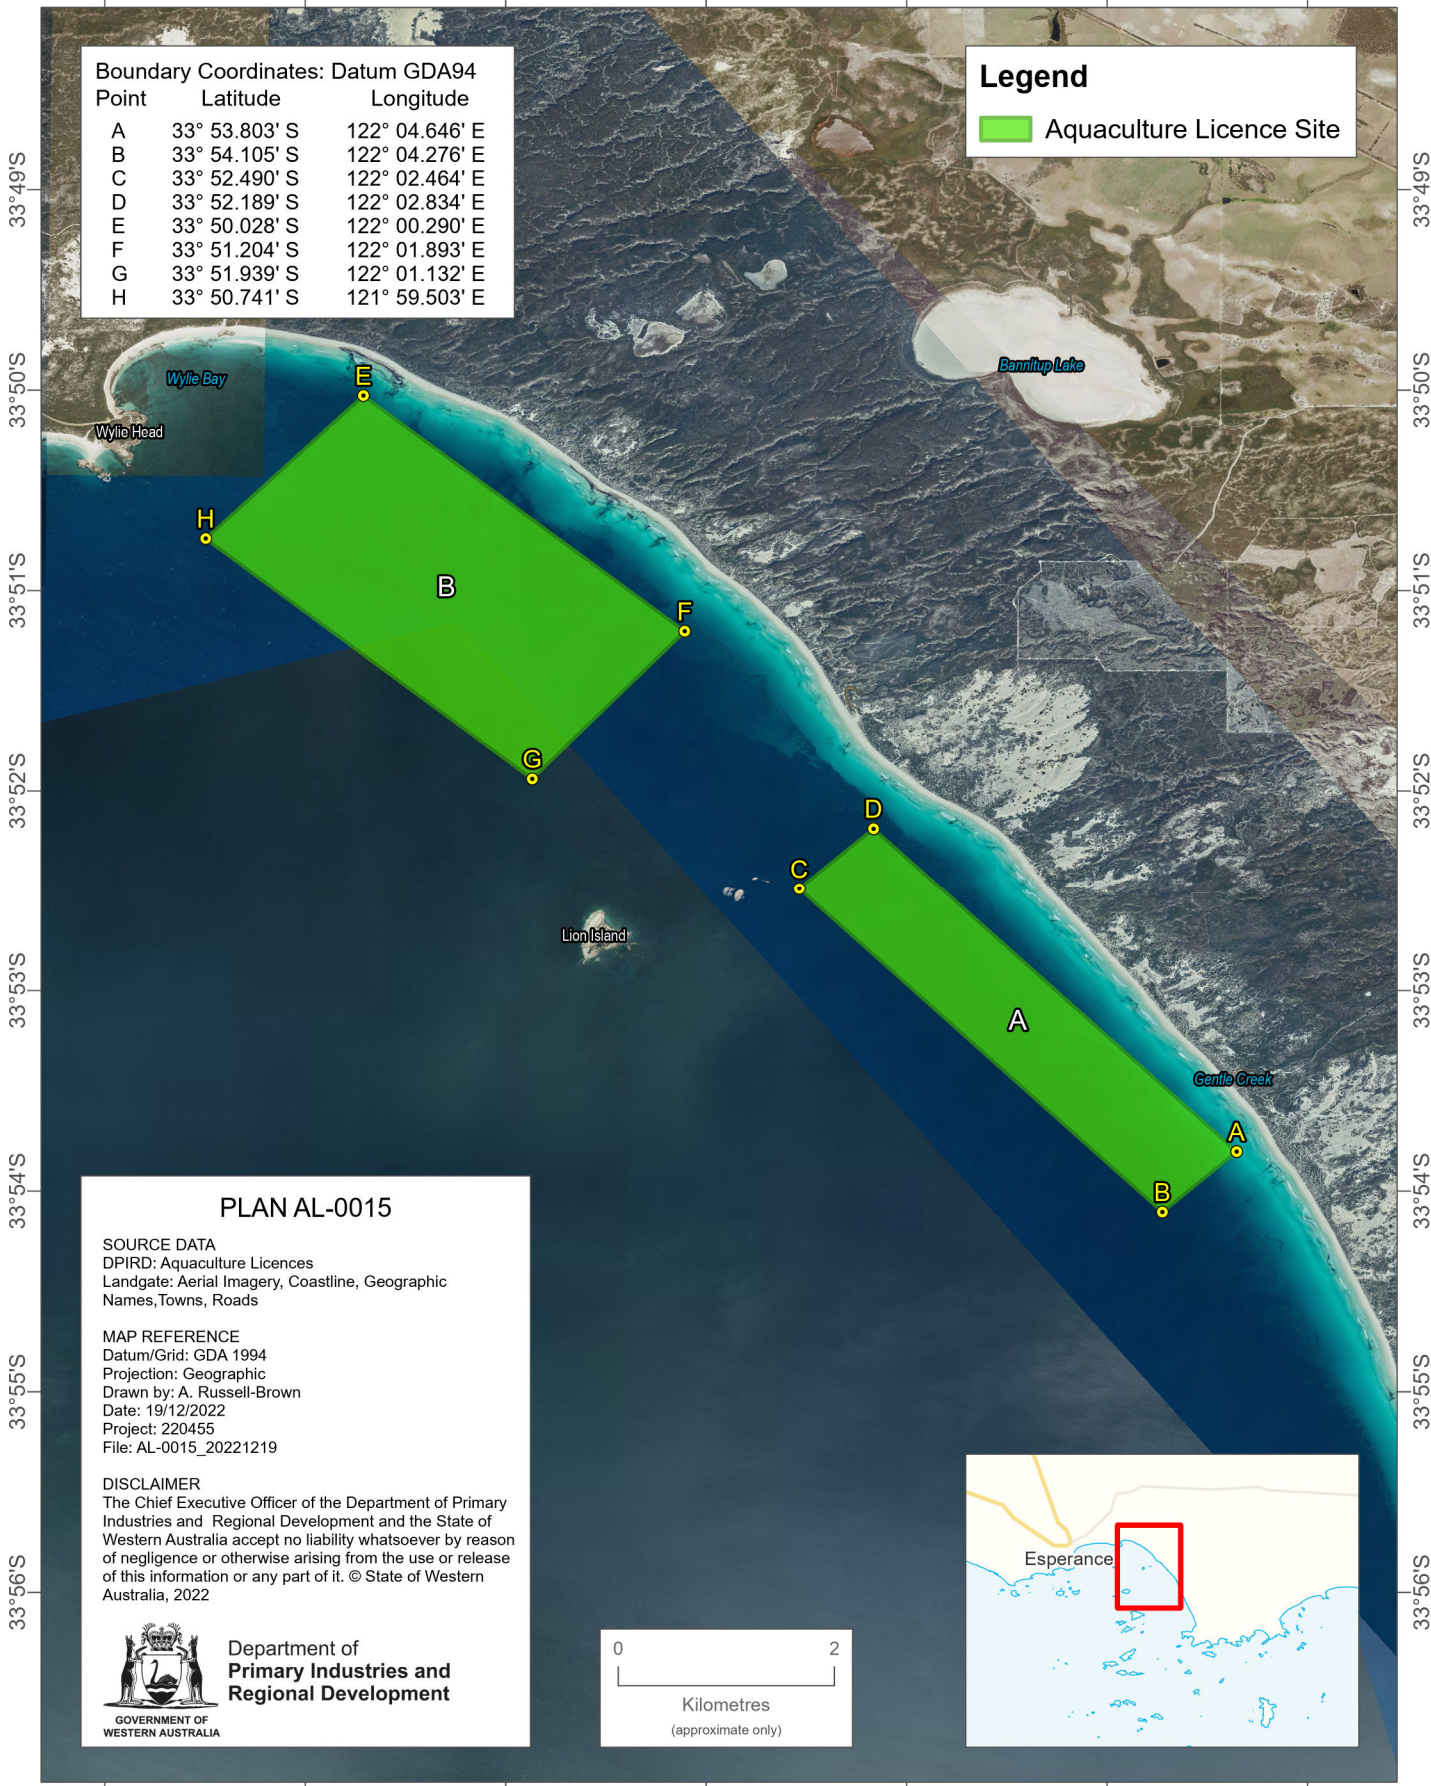 Boundary Coordinates: Datum GDA94
Point Latitude Longitude
A 33° 53.803' S 122° 04.646' E
B 33° 54.105' S 122° 04.276' E
C 33° 52.490' S 122° 02.464' E
D 33° 52.189' S 122° 02.834' E
E 33° 50.028' S 122° 00.290' E
F 33° 51.204' S 122° 01.893' E
G 33° 51.939' S 122° 01.132' E
H 33° 50.741' S 121° 59.503' E
Legend
Aquaculture Licence Site
33°49'S
33°49'S
33°50'S
33°50'S
33°51'S
33°51'S
33°52'S
33°52'S
33°53'S
33°53'S
33°54'S
33°54'S
33°55'S
33°55'S
33°56'S
33°56'S
Wylie Bay
Wylie Head
Bannitup Lake
E
H
B
F
G
D
C
Lion Island
A
Gentle Creek
A
B
PLAN AL-0015
SOURCE DATA
DPIRD: Aquaculture Licences
Landgate: Aerial Imagery, Coastline, Geographic
Names,Towns, Roads
MAP REFERENCE
Datum/Grid: GDA 1994
Projection: Geographic
Drawn by: A. Russell-Brown
Date: 19/12/2022
Project: 220455
File: AL-0015_20221219
DISCLAIMER
The Chief Executive Officer of the Department of Primary
Industries and Regional Development and the State of
Western Australia accept no liability whatsoever by reason
of negligence or otherwise arising from the use or release
of this information or any part of it. © State of Western
Australia, 2022
GOVERNMENT OF
WESTERN AUSTRALIA
Department of
Primary Industries and
Regional Development
0 2
Kilometres
(approximate only)
Esperance